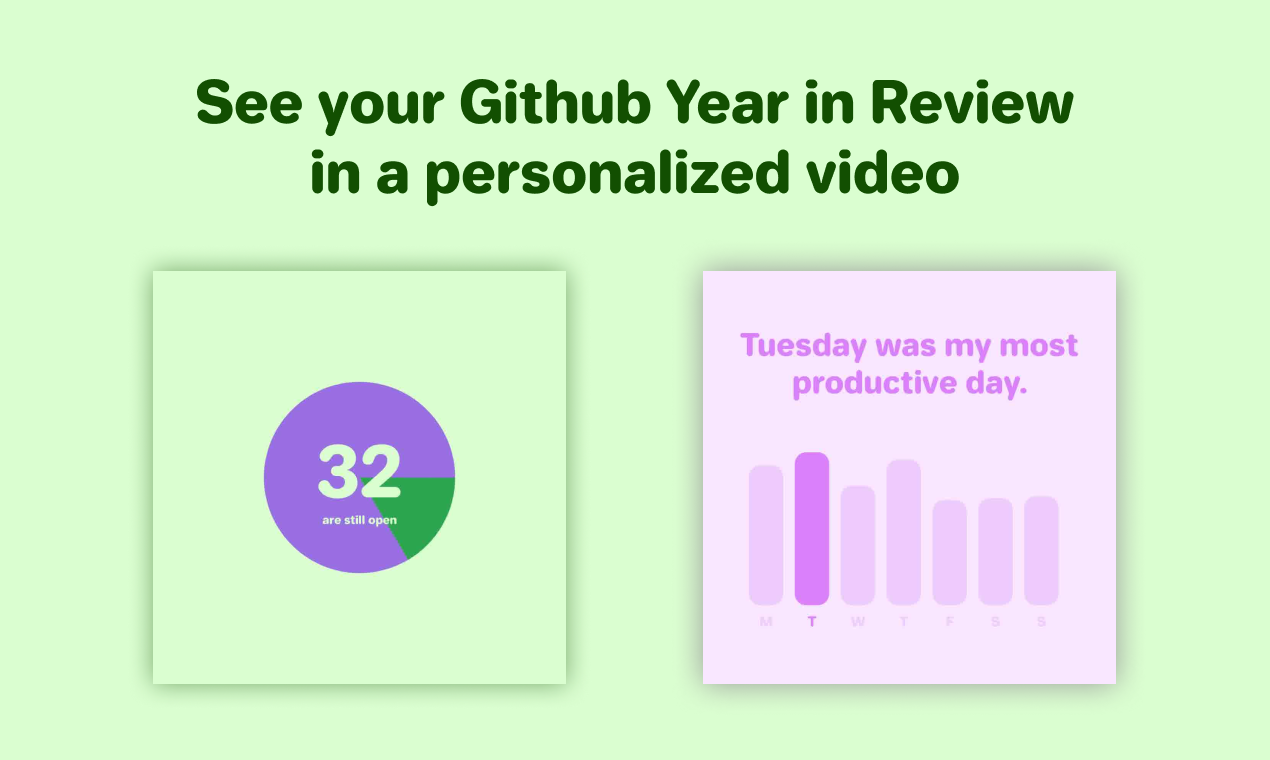 See your Github Year in Review
in a personalized video
32
are still open
Tuesday was my most
productive day.
M T W T F S S